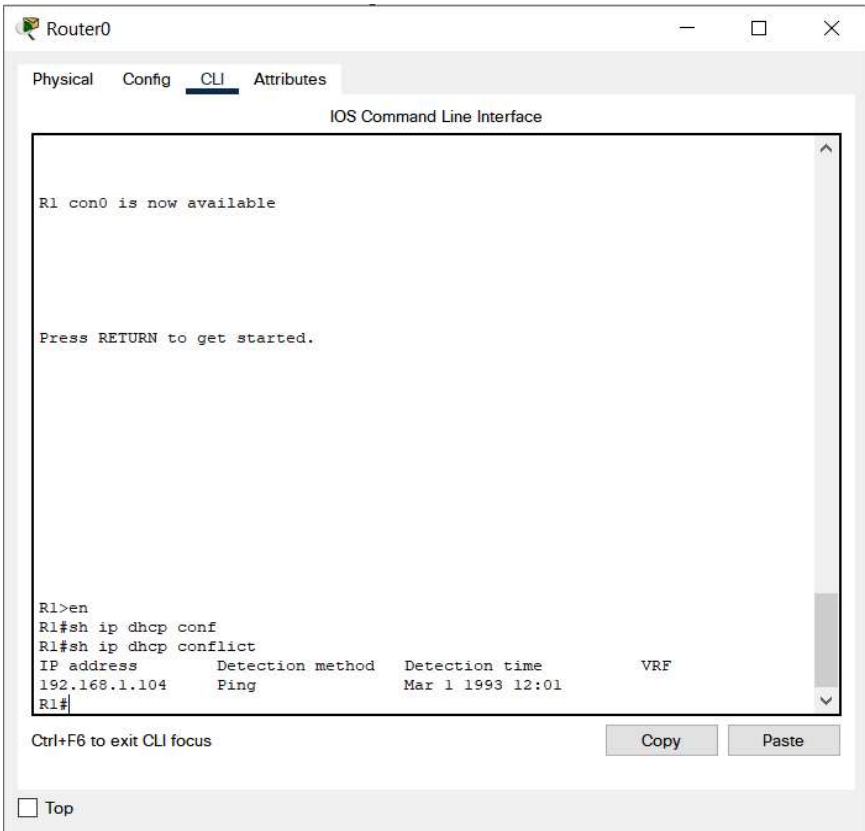 Router0
Physical Config CLI Attributes
IOS Command Line Interface
R1 con0 is now available
Press RETURN to get started.
R1>en
R1#sh ip dhcp conf
R1#sh ip dhcp conflict
IP address Detection method Detection time VRF
192.168.1.104 Ping Mar 1 1993 12:01
R1#
Ctrl+F6 to exit CLI focus
Copy Paste
Top